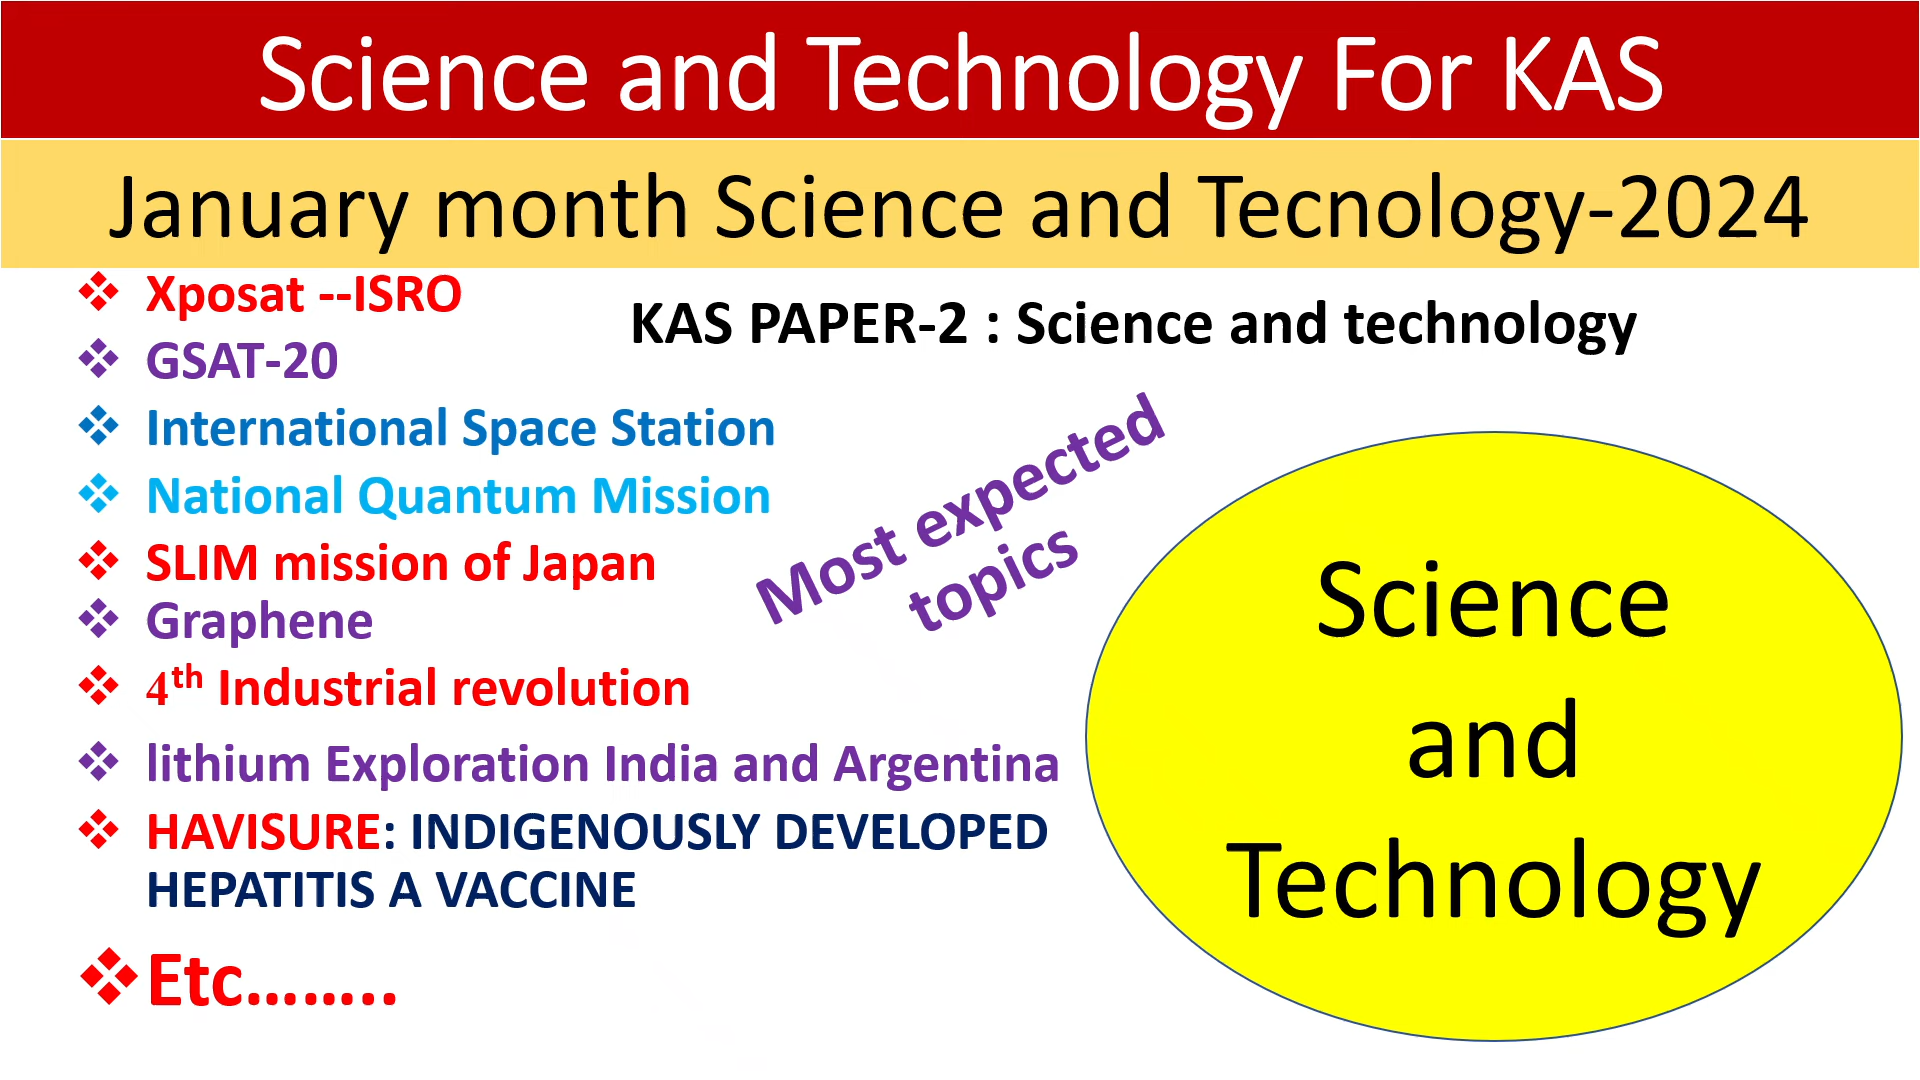 Science and Technology For KAS
January month Science and Tecnology-2024
Xposat --ISRO
KAS PAPER-2 : Science and technology
GSAT-20
International Space Station
National Quantum Mission
SLIM mission of Japan
Graphene
4th Industrial revolution
lithium Exploration India and Argentina
HAVISURE: INDIGENOUSLY DEVELOPED
HEPATITIS A VACCINE
Etc……..
Most expected
topics
Science
and
Technology